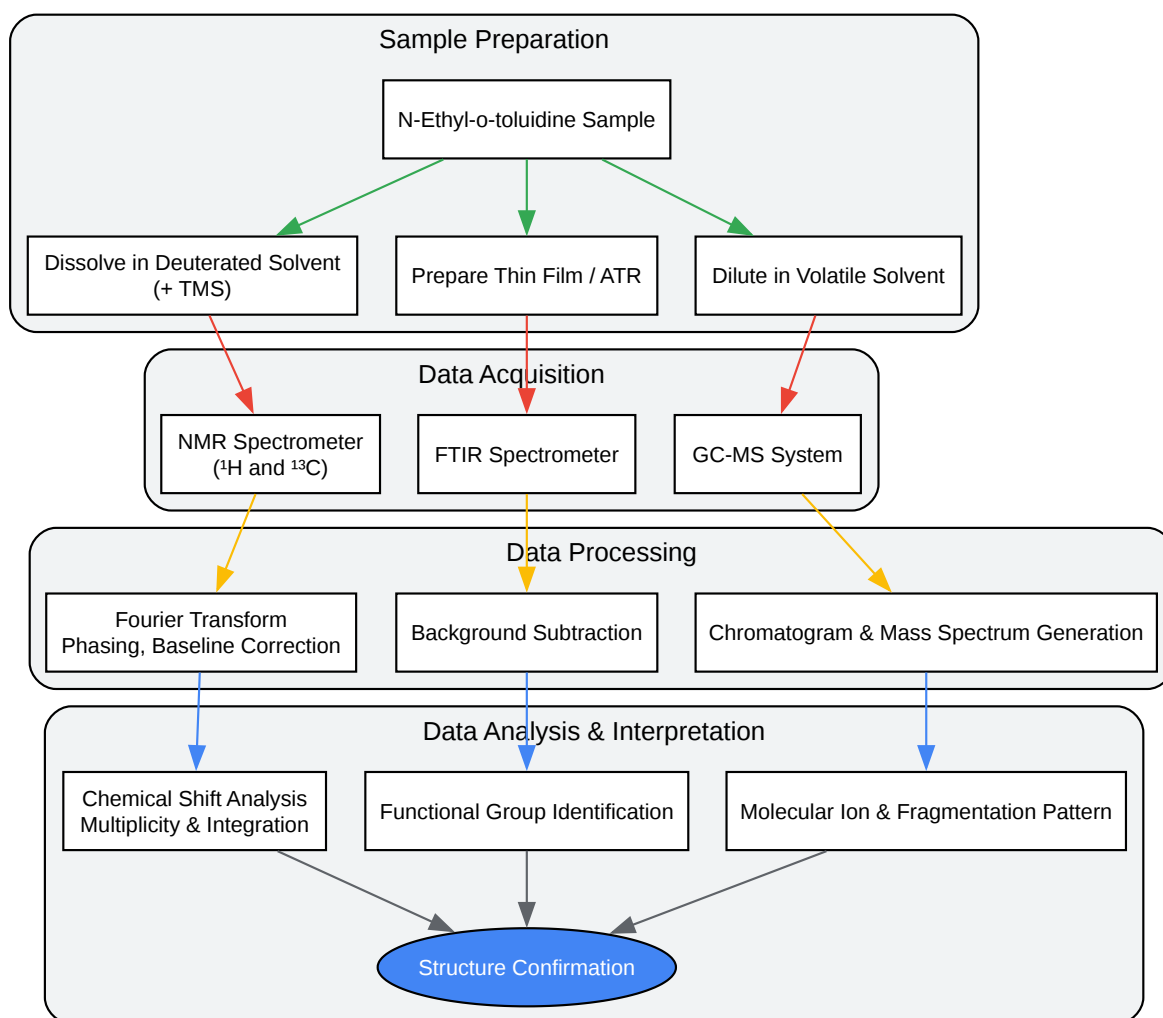 Sample Preparation
N-Ethyl-o-toluidine Sample
Dissolve in Deuterated Solvent
(+ TMS)
Prepare Thin Film / ATR
Dilute in Volatile Solvent
Data Acquisition
NMR Spectrometer
(¹H and ¹³C)
FTIR Spectrometer
GC-MS System
Data Processing
Fourier Transform
Phasing, Baseline Correction
Background Subtraction
Chromatogram & Mass Spectrum Generation
Data Analysis & Interpretation
Chemical Shift Analysis
Multiplicity & Integration
Functional Group Identification
Molecular Ion & Fragmentation Pattern
Structure Confirmation